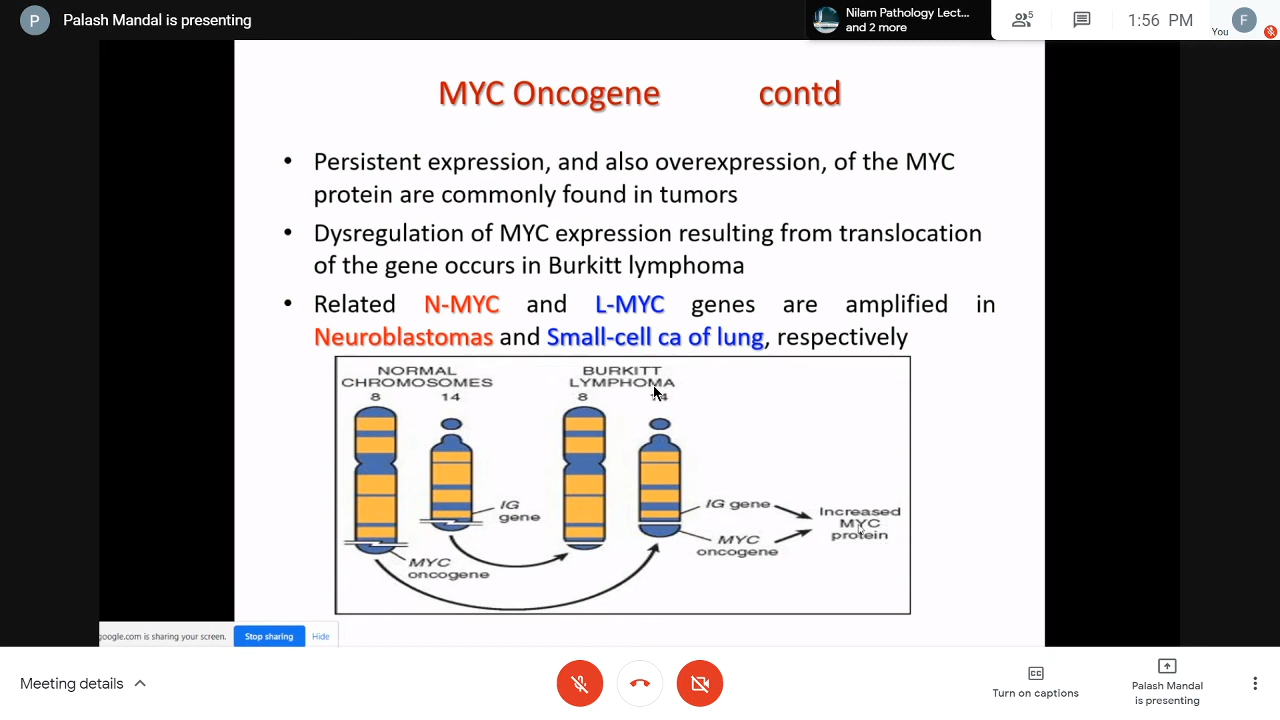 P
Palash Mandal is presenting
Nilam Pathology Lect...
and 2 more
5
1:56 PM
You
F
MYC Oncogene contd
• Persistent expression, and also overexpression, of the MYC
protein are commonly found in tumors
• Dysregulation of MYC expression resulting from translocation
of the gene occurs in Burkitt lymphoma
• Related N-MYC and L-MYC genes are amplified in
Neuroblastomas and Small-cell ca of lung, respectively
NORMAL
CHROMOSOMES
8 14
BURKITT
LYMPHOMA
8 14
IG
gene
MYC
oncogene
IG gene
MYC
oncogene
Increased
MYC
protein
google.com is sharing your screen.
Stop sharing
Hide
Meeting details
CC
Turn on captions
Palash Mandal
is presenting